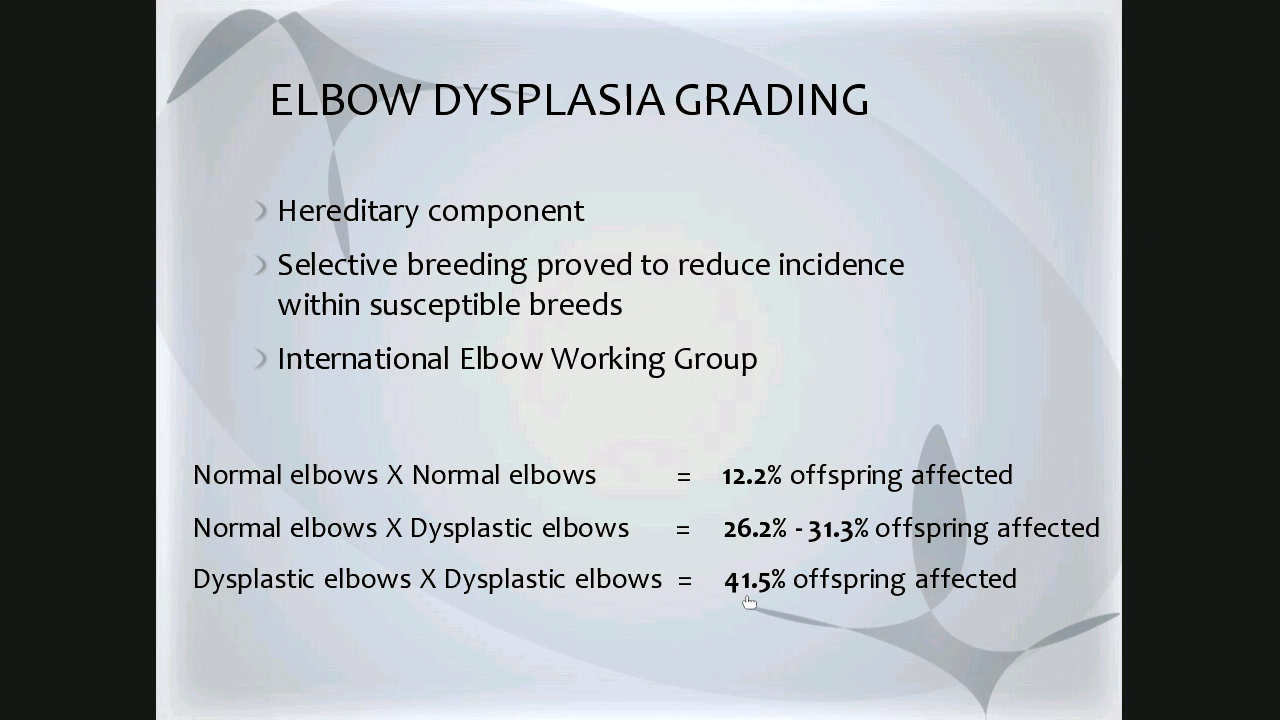 ELBOW DYSPLASIA GRADING
Hereditary component
Selective breeding proved to reduce incidence
within susceptible breeds
International Elbow Working Group
Normal elbows X Normal elbows = 12.2% offspring affected
Normal elbows X Dysplastic elbows = 26.2% - 31.3% offspring affected
Dysplastic elbows X Dysplastic elbows = 41.5% offspring affected